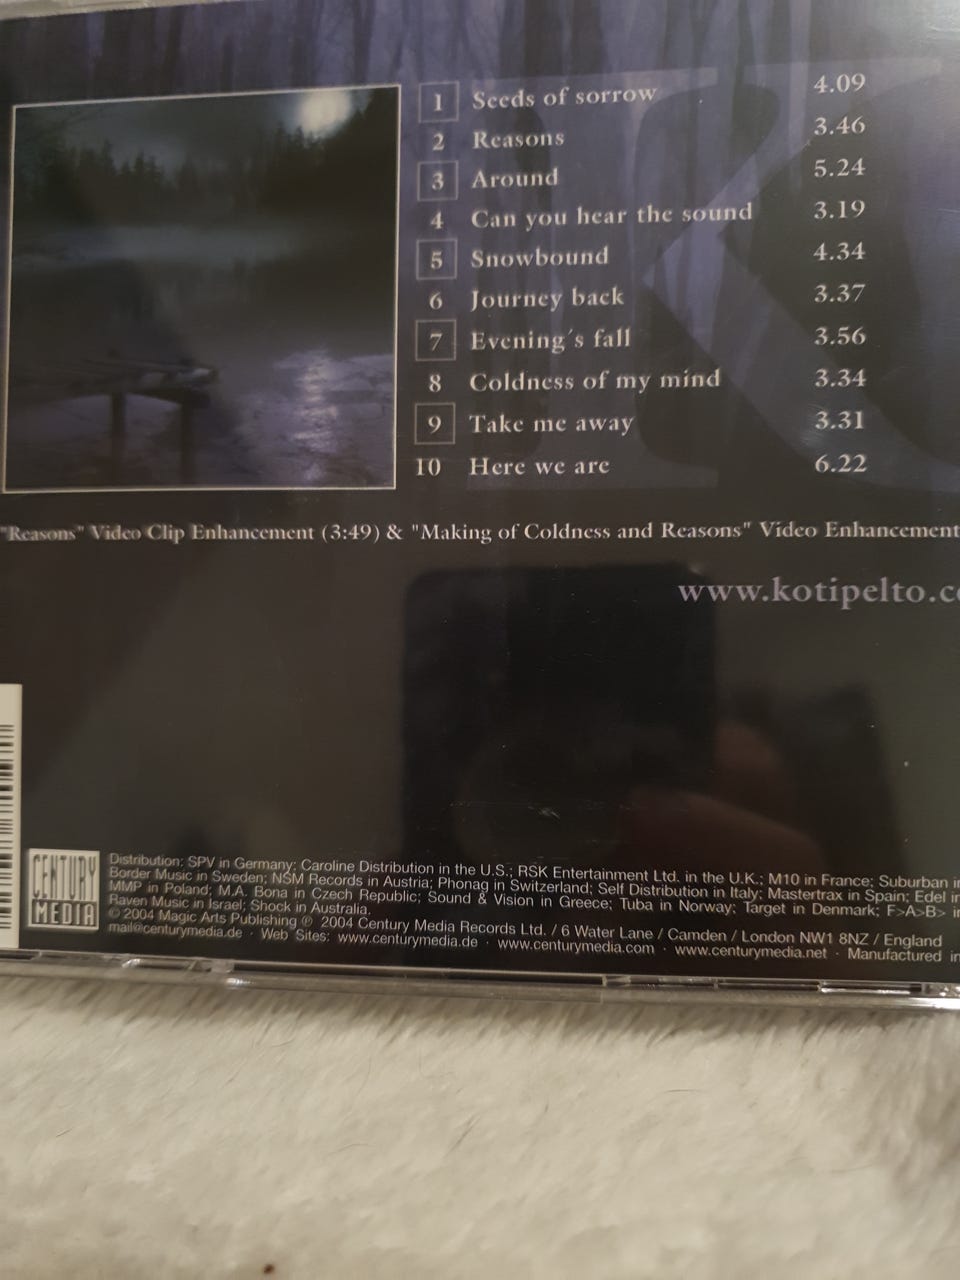 1 Seeds of sorrow 4.09
2 Reasons 3.46
3 Around 5.24
4 Can you hear the sound 3.19
5 Snowbound 4.34
6 Journey back 3.37
7 Evening´s fall 3.56
8 Coldness of my mind 3.34
9 Take me away 3.31
10 Here we are 6.22
"Reasons" Video Clip Enhancement (3:49) & "Making of Coldness and Reasons" Video Enhancement
www.kotipelto.co
CENTURY
MEDIA
Distribution: SPV in Germany; Caroline Distribution in the U.S.; RSK Entertainment Ltd. in the U.K.; M10 in France; Suburban in
Border Music in Sweden; NSM Records in Austria; Phonag in Switzerland; Self Distribution in Italy; Mastertrax in Spain; Edel in
MMP in Poland; M.A. Bona in Czech Republic; Sound & Vision in Greece; Tuba in Norway; Target in Denmark; F>A>B> in
Raven Music in Israel; Shock in Australia.
© 2004 Magic Arts Publishing ℗ 2004 Century Media Records Ltd. / 6 Water Lane / Camden / London NW1 8NZ / England
mail@centurymedia.de · Web Sites: www.centurymedia.de · www.centurymedia.com · www.centurymedia.net · Manufactured in